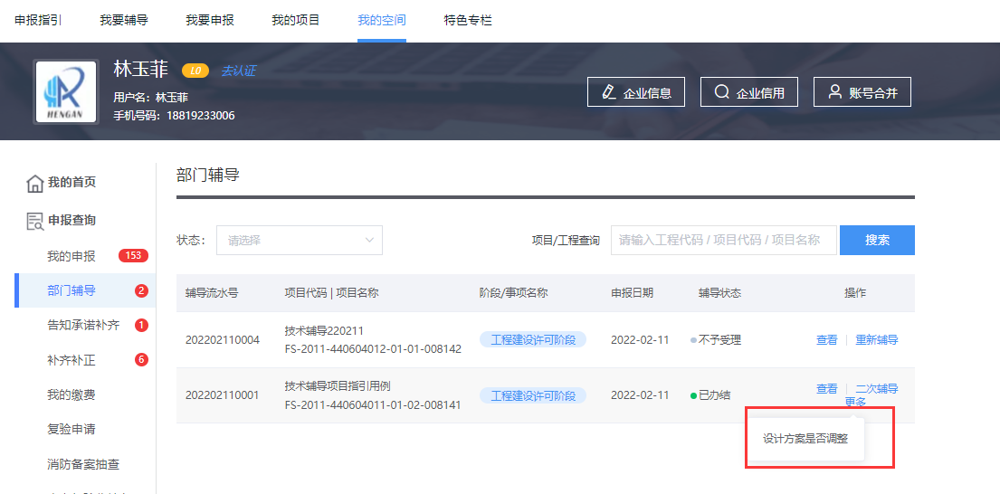 申报指引 我要辅导 我要申报 我的项目 我的空间 特色专栏
林玉菲 L0 去认证
用户名：林玉菲
手机号码：18819233006
企业信息 企业信用 账号合并
HENGAN
我的首页
申报查询
我的申报 153
部门辅导 2
告知承诺补齐 1
补齐补正 6
我的缴费
复验申请
消防备案抽查
部门辅导
状态： 请选择 项目/工程查询 请输入工程代码 / 项目代码 / 项目名称 搜索
辅导流水号 项目代码 | 项目名称 阶段/事项名称 申报日期 辅导状态 操作
技术辅导220211
202202110004 工程建设许可阶段 2022-02-11 不予受理 查看 重新辅导
FS-2011-440604012-01-01-008142
技术辅导项目指引用例
202202110001 工程建设许可阶段 2022-02-11 已办结 查看 二次辅导
FS-2011-440604011-01-02-008141
更多
设计方案是否调整